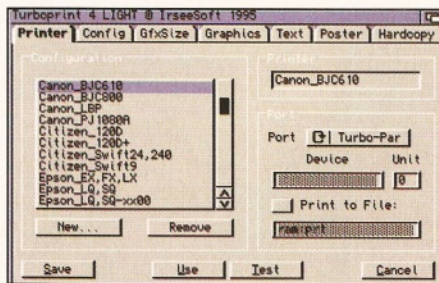 Turboprint 4 LIGHT © IrseeSoft 1995
Printer Config GfxSize Graphics Text Poster Hardcopy
Configuration
Canon_BJC610
Canon_BJC800
Canon_LBP
Canon_PJ1080A
Citizen_120D
Citizen_120D+
Citizen_Swift24,240
Citizen_Swift9
Epson_EX,FX,LX
Epson_LQ,SQ
Epson_LQ,SQ-xx00
New... Remove
Printer
Canon_BJC610
Port
Port Turbo-Par
Device Unit
0
Print to File:
ram:prt
Save Use Test Cancel